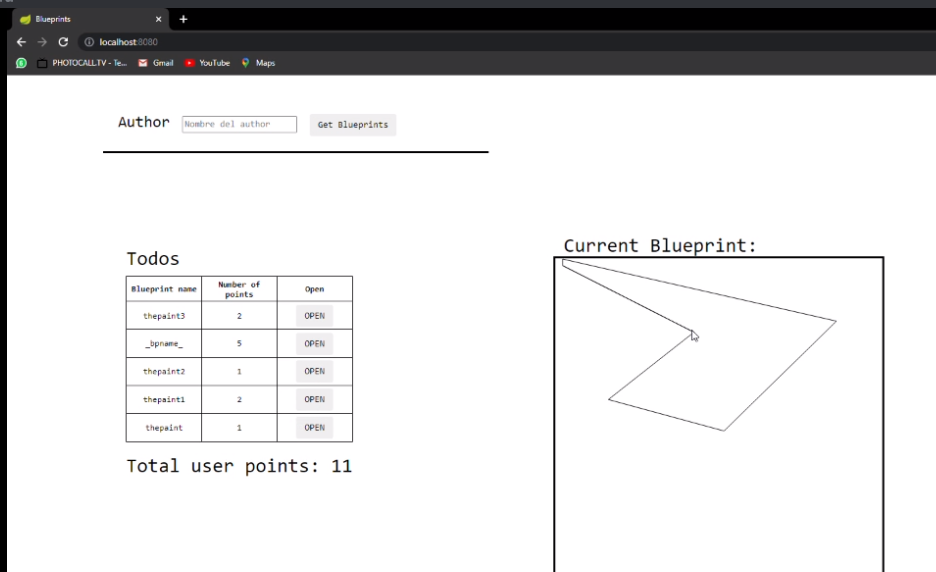 Blueprints
localhost:8080
PHOTOCALL.TV - Te... Gmail YouTube Maps
Author Nombre del author Get Blueprints
Todos
Current Blueprint:
Blueprint name Number of points Open
thepaint3 2 OPEN
_bpname_ 5 OPEN
thepaint2 1 OPEN
thepaint1 2 OPEN
thepaint 1 OPEN
Total user points: 11